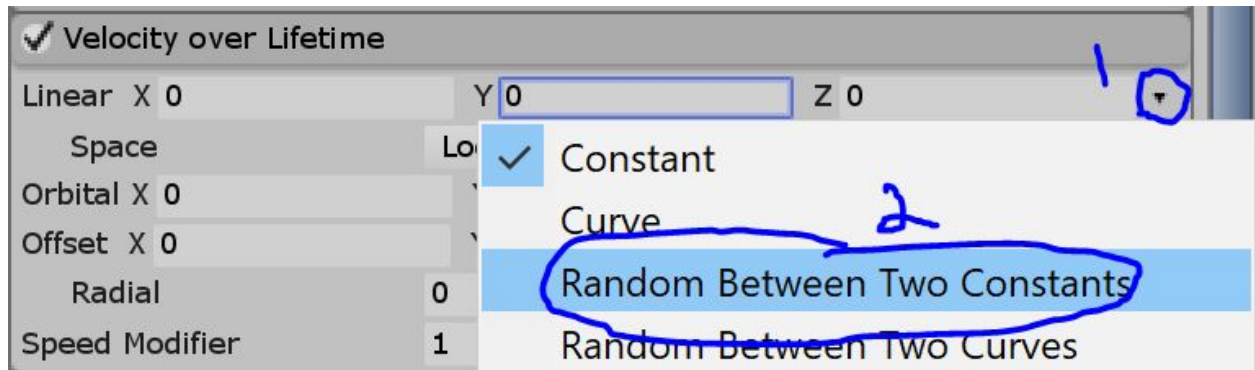 Velocity over Lifetime
1
Linear X 0 Y 0 Z 0
Space Lo
Constant
Orbital X 0
Curve
2
Offset X 0
Random Between Two Constants
Radial 0
Speed Modifier 1
Random Between Two Curves